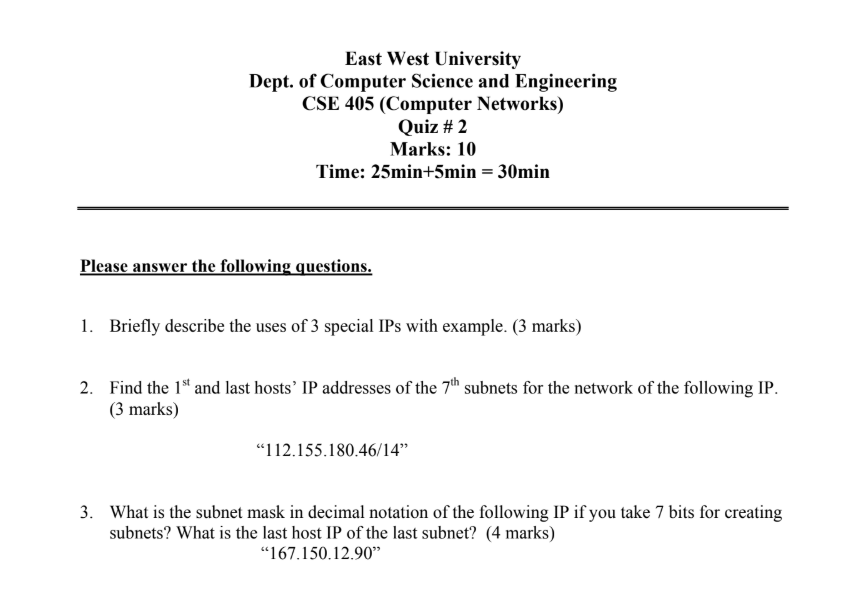 East West University
Dept. of Computer Science and Engineering
CSE 405 (Computer Networks)
Quiz # 2
Marks: 10
Time: 25min+5min = 30min
Please answer the following questions.
1. Briefly describe the uses of 3 special IPs with example. (3 marks)
2. Find the 1st and last hosts’ IP addresses of the 7th subnets for the network of the following IP.
(3 marks)
“112.155.180.46/14”
3. What is the subnet mask in decimal notation of the following IP if you take 7 bits for creating
subnets? What is the last host IP of the last subnet? (4 marks)
“167.150.12.90”